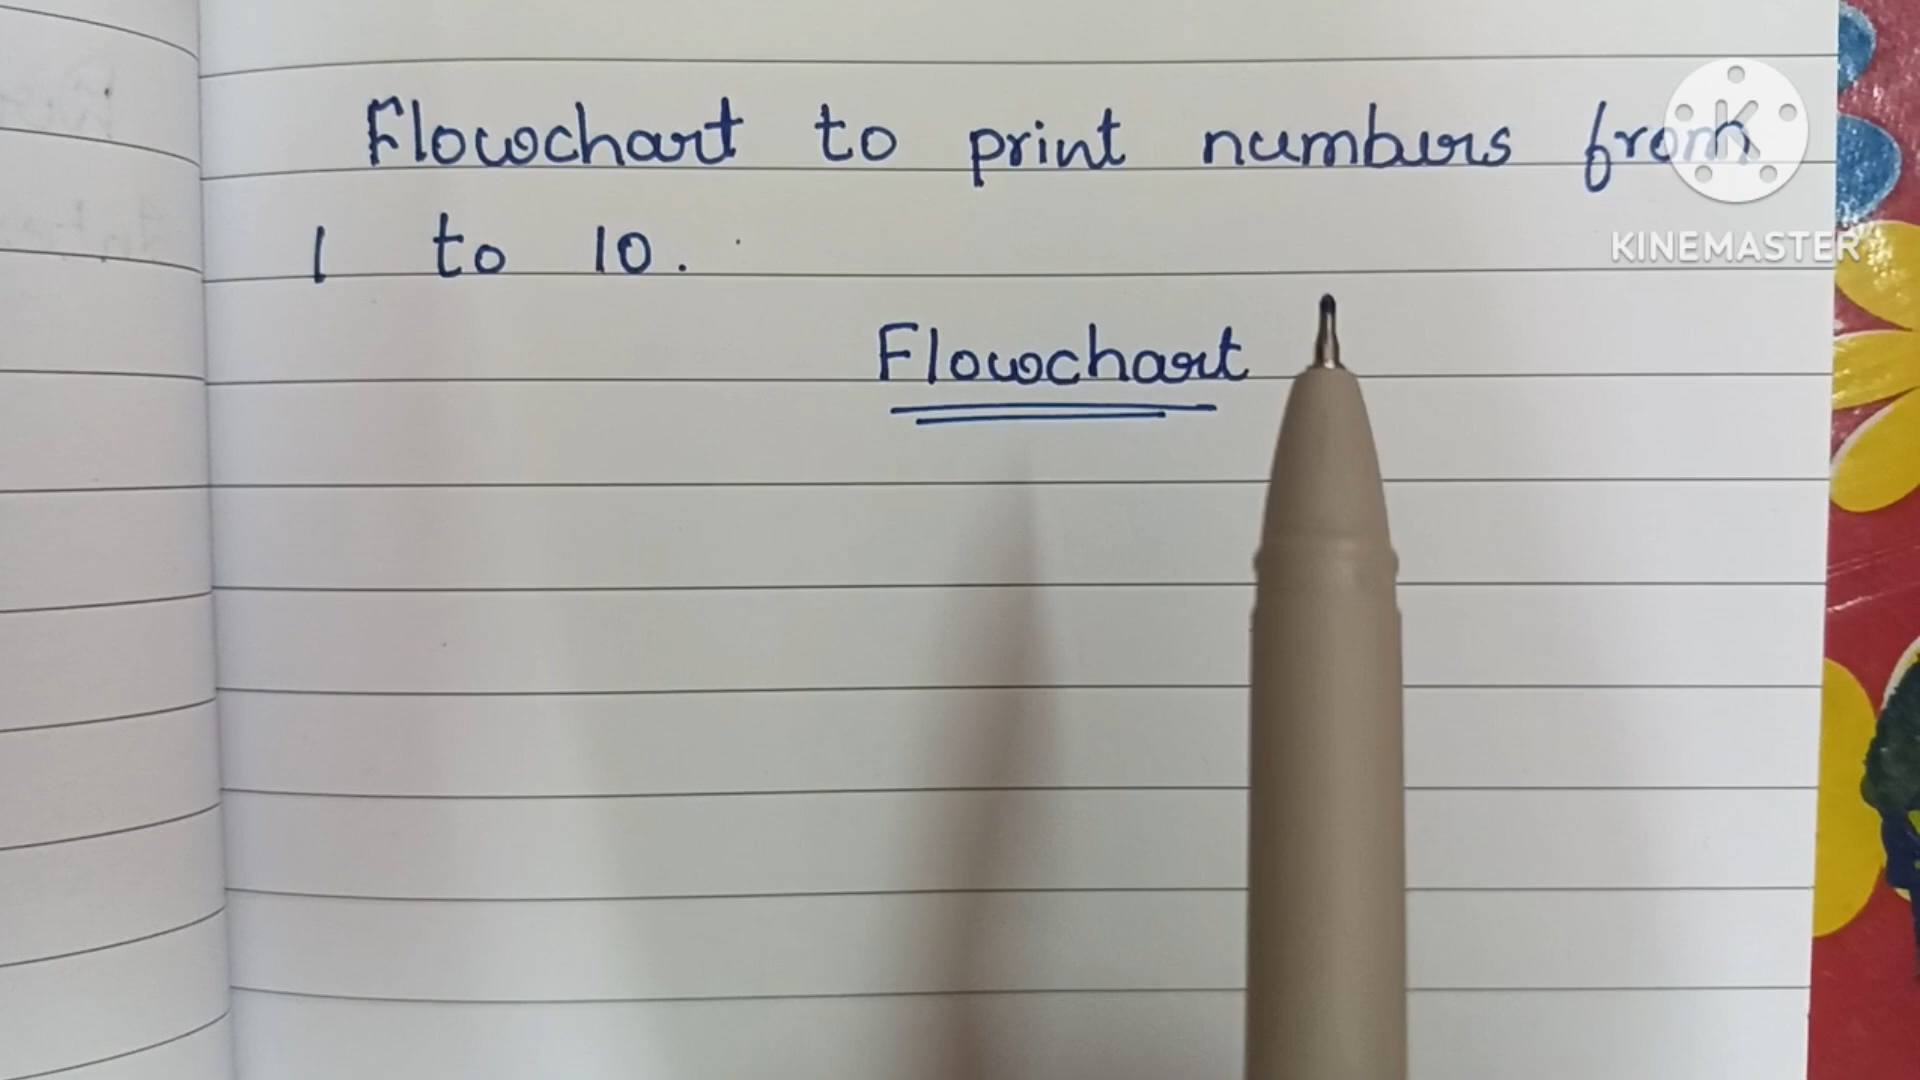 Flowchart to print numbers from
1 to 10.
Flowchart
K
KINEMASTER